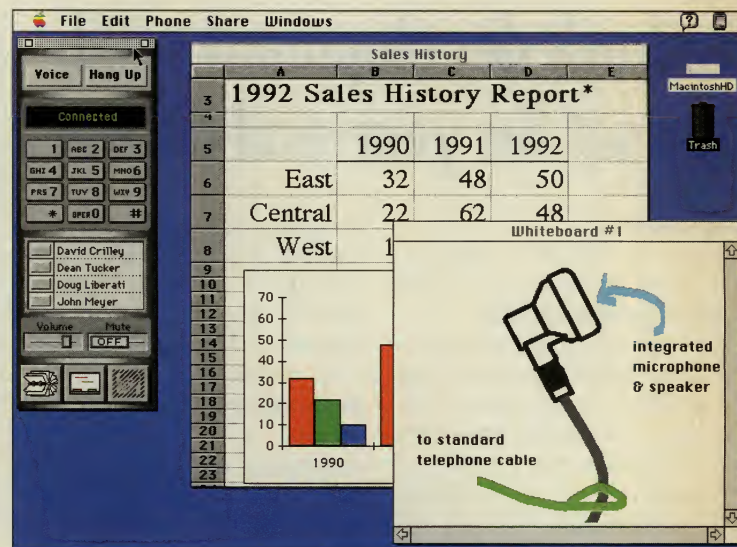 File Edit Phone Share Windows
Voice Hang Up
Connected
1 ABC 2 DEF 3
GHI 4 JKL 5 MNO 6
PRS 7 TUV 8 WXY 9
* OPER 0 #
David Crilley
Dean Tucker
Doug Liberati
John Meyer
Volume Mute
OFF
Sales History
A B C D E
3 1992 Sales History Report*
4
5 1990 1991 1992
6 East 32 48 50
7 Central 22 62 48
8 West 1
9
10
11
12
13
14
15
16
17
18
19
20
21
22
23
70
60
50
40
30
20
10
0
1990
MacintoshHD
Trash
Whiteboard #1
integrated
microphone
& speaker
to standard
telephone cable